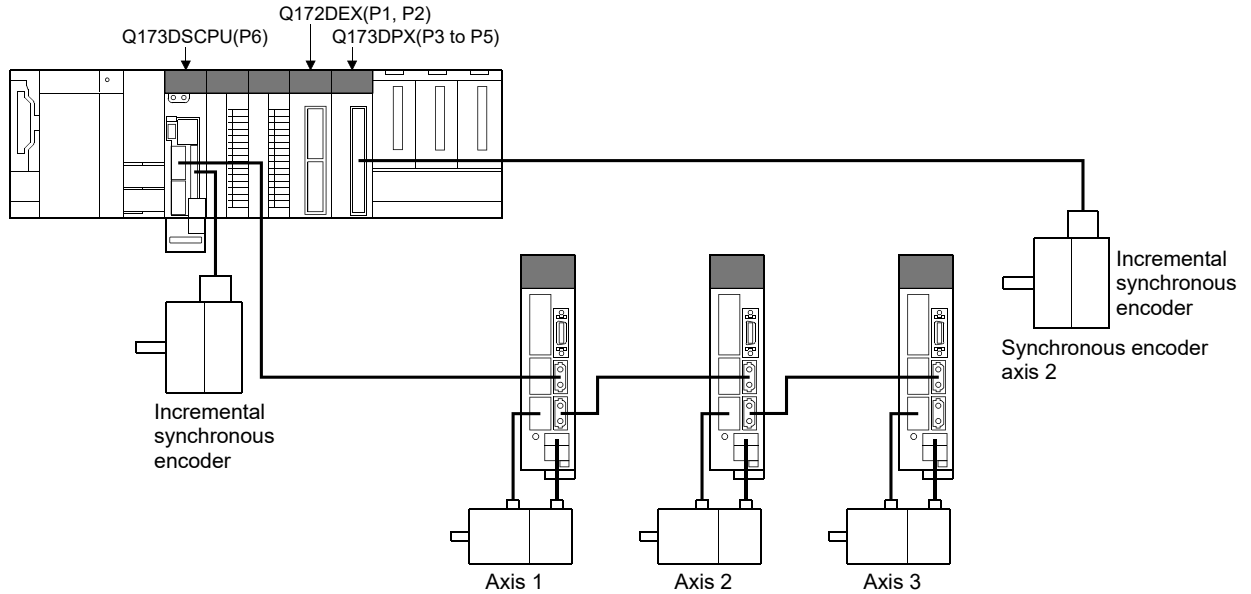 Q172DEX(P1, P2)
Q173DSCPU(P6)
Q173DPX(P3 to P5)
Incremental
synchronous
encoder
Synchronous encoder
axis 2
Incremental
synchronous
encoder
Axis 1
Axis 2
Axis 3